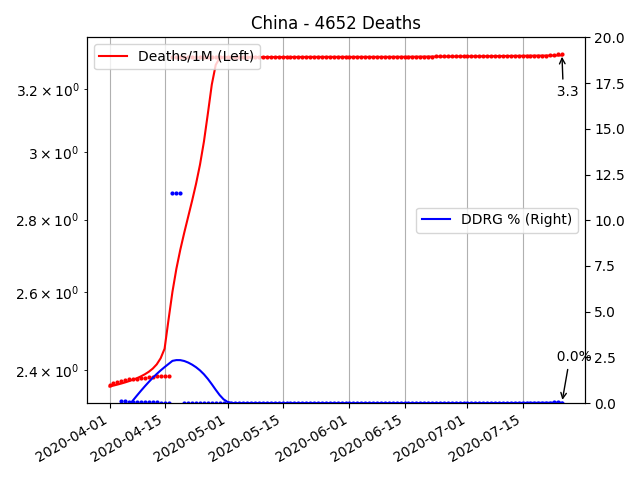 China - 4652 Deaths
Deaths/1M (Left)
DDRG % (Right)
3.3
0.0%
3.2 × 10⁰
3 × 10⁰
2.8 × 10⁰
2.6 × 10⁰
2.4 × 10⁰
20.0
17.5
15.0
12.5
10.0
7.5
5.0
2.5
0.0
2020-04-01
2020-04-15
2020-05-01
2020-05-15
2020-06-01
2020-06-15
2020-07-01
2020-07-15